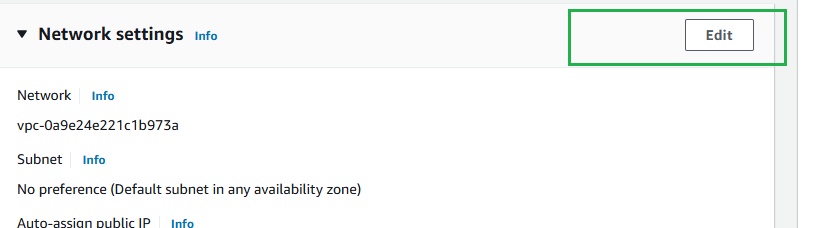 Network settings Info Edit
Network Info
vpc-0a9e24e221c1b973a
Subnet Info
No preference (Default subnet in any availability zone)
Auto-assign public IP Info